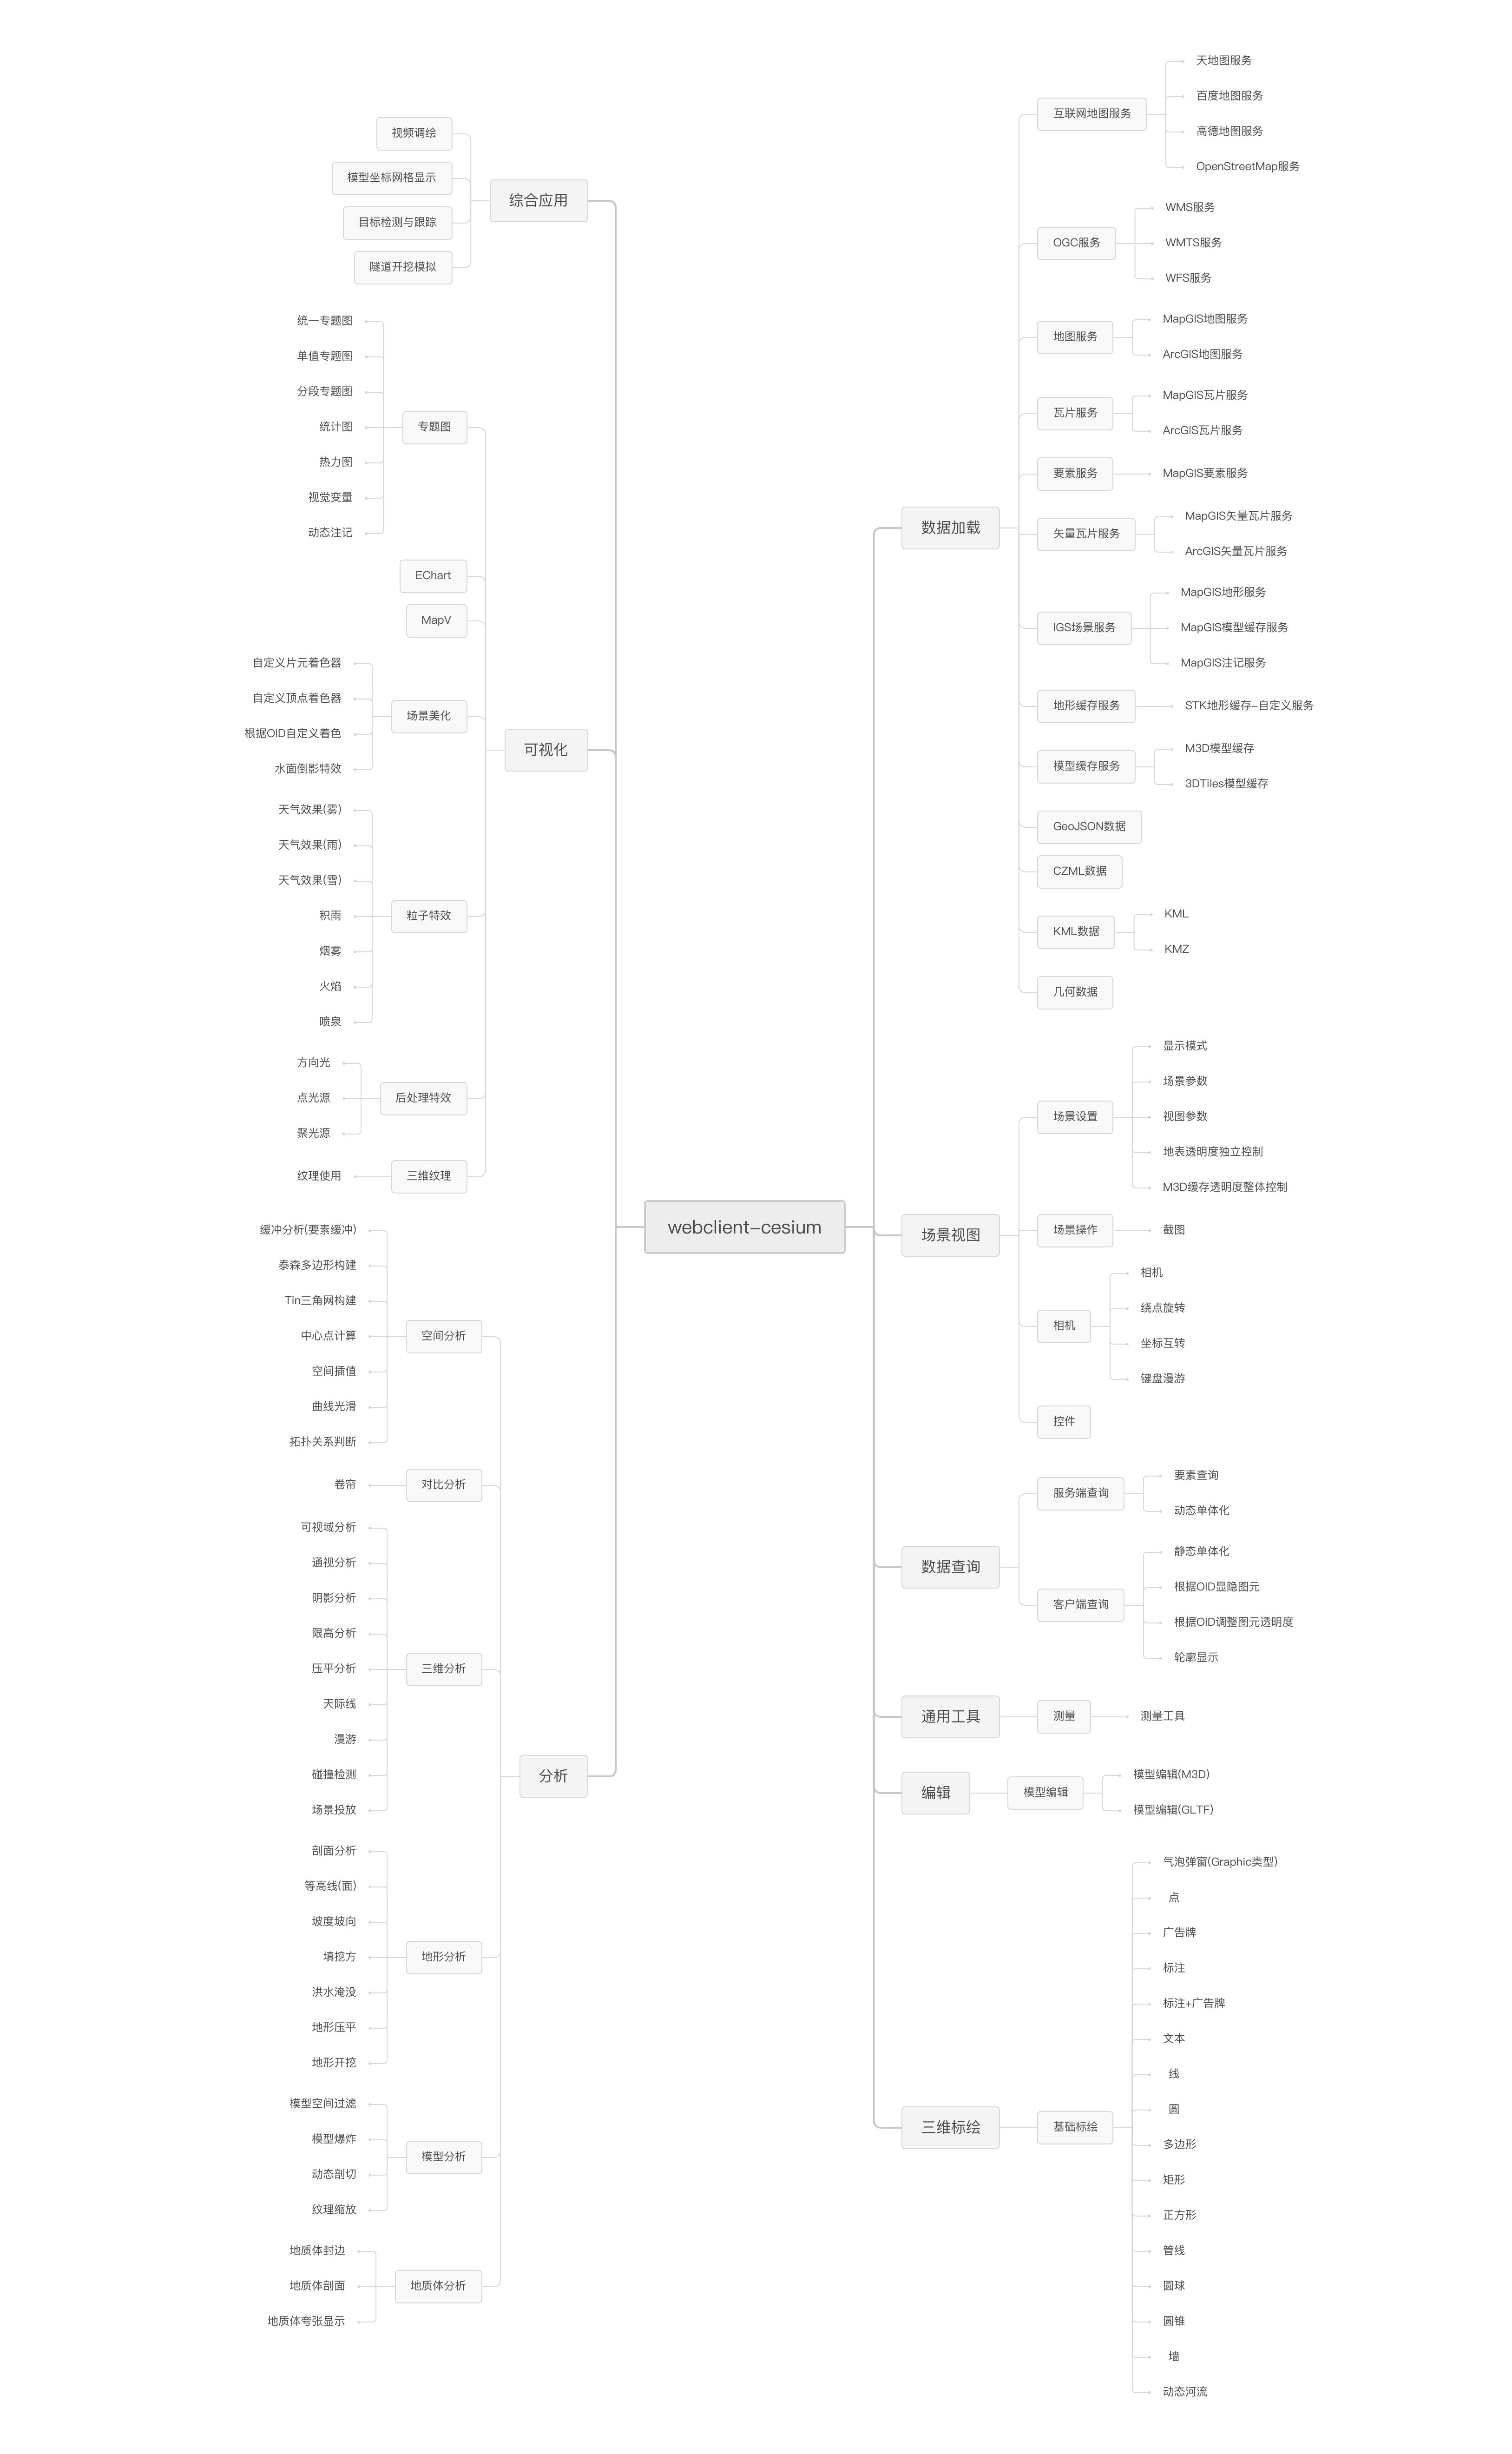 webclient-cesium
数据加载
互联网地图服务
天地图服务
百度地图服务
高德地图服务
OpenStreetMap服务
OGC服务
WMS服务
WMTS服务
WFS服务
地图服务
MapGIS地图服务
ArcGIS地图服务
瓦片服务
MapGIS瓦片服务
ArcGIS瓦片服务
要素服务
MapGIS要素服务
矢量瓦片服务
MapGIS矢量瓦片服务
ArcGIS矢量瓦片服务
IGS场景服务
MapGIS地形服务
MapGIS模型缓存服务
MapGIS注记服务
地形缓存服务
STK地形缓存-自定义服务
模型缓存服务
M3D模型缓存
3DTiles模型缓存
GeoJSON数据
CZML数据
KML数据
KML
KMZ
几何数据
场景视图
场景设置
显示模式
场景参数
视图参数
地表透明度独立控制
M3D缓存透明度整体控制
场景操作
截图
相机
相机
绕点旋转
坐标互转
键盘漫游
控件
数据查询
服务端查询
要素查询
动态单体化
客户端查询
静态单体化
根据OID显隐图元
根据OID调整图元透明度
轮廓显示
通用工具
测量
测量工具
编辑
模型编辑
模型编辑(M3D)
模型编辑(GLTF)
三维标绘
基础标绘
气泡弹窗(Graphic类型)
点
广告牌
标注
标注+广告牌
文本
线
圆
多边形
矩形
正方形
管线
圆球
圆锥
墙
动态河流
综合应用
视频调绘
模型坐标网格显示
目标检测与跟踪
隧道开挖模拟
可视化
专题图
统一专题图
单值专题图
分段专题图
统计图
热力图
视觉变量
动态注记
EChart
MapV
场景美化
自定义片元着色器
自定义顶点着色器
根据OID自定义着色
水面倒影特效
粒子特效
天气效果(雾)
天气效果(雨)
天气效果(雪)
积雨
烟雾
火焰
喷泉
后处理特效
方向光
点光源
聚光源
三维纹理
纹理使用
分析
空间分析
缓冲分析(要素缓冲)
泰森多边形构建
Tin三角网构建
中心点计算
空间插值
曲线光滑
拓扑关系判断
对比分析
卷帘
三维分析
可视域分析
通视分析
阴影分析
限高分析
压平分析
天际线
漫游
碰撞检测
场景投放
地形分析
剖面分析
等高线(面)
坡度坡向
填挖方
洪水淹没
地形压平
地形开挖
模型分析
模型空间过滤
模型爆炸
动态剖切
纹理缩放
地质体分析
地质体封边
地质体剖面
地质体夸张显示